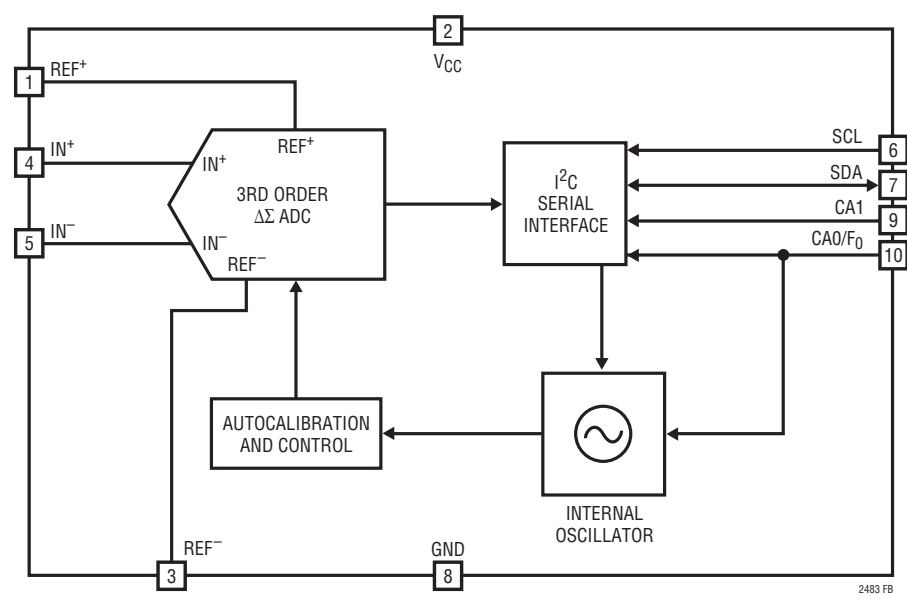 2
V_CC
1
REF⁺
4
IN⁺
5
IN⁻
REF⁺
IN⁺
3RD ORDER
ΔΣ ADC
IN⁻
REF⁻
I²C
SERIAL
INTERFACE
SCL
6
SDA
7
CA1
9
CA0/F₀
10
AUTOCALIBRATION
AND CONTROL
INTERNAL
OSCILLATOR
REF⁻
3
GND
8
2483 FB